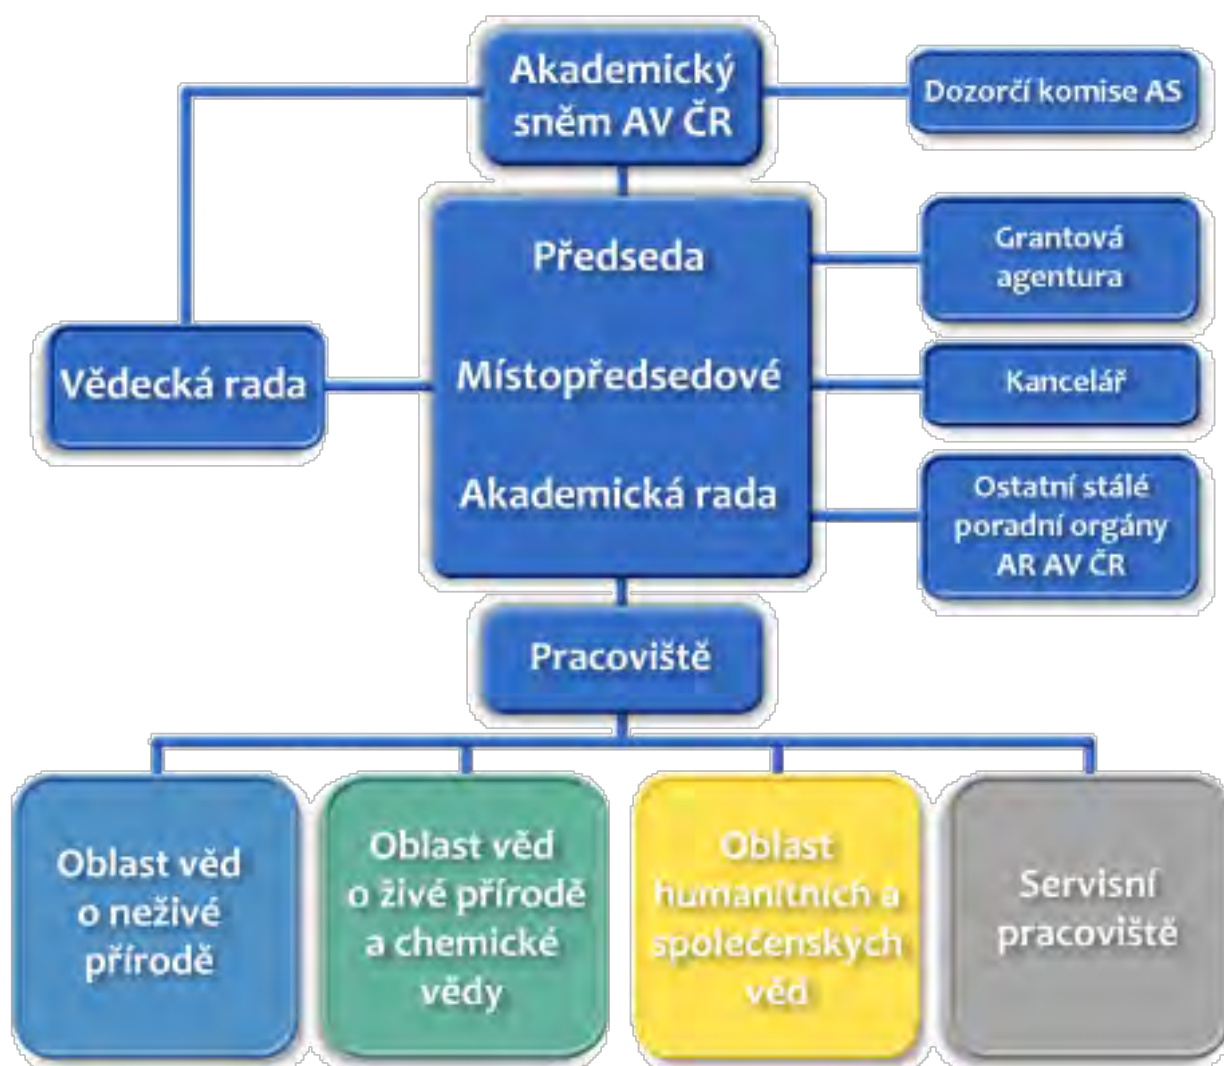 Akademický
sněm AV ČR
Dozorčí komise AS
Předseda
Místopředsedové
Akademická rada
Vědecká rada
Grantová
agentura
Kancelář
Ostatní stálé
poradní orgány
AR AV ČR
Pracoviště
Oblast věd
o neživé
přírodě
Oblast věd
o živé přírodě
a chemické
vědy
Oblast
humanitních a
společenských
věd
Servisní
pracoviště